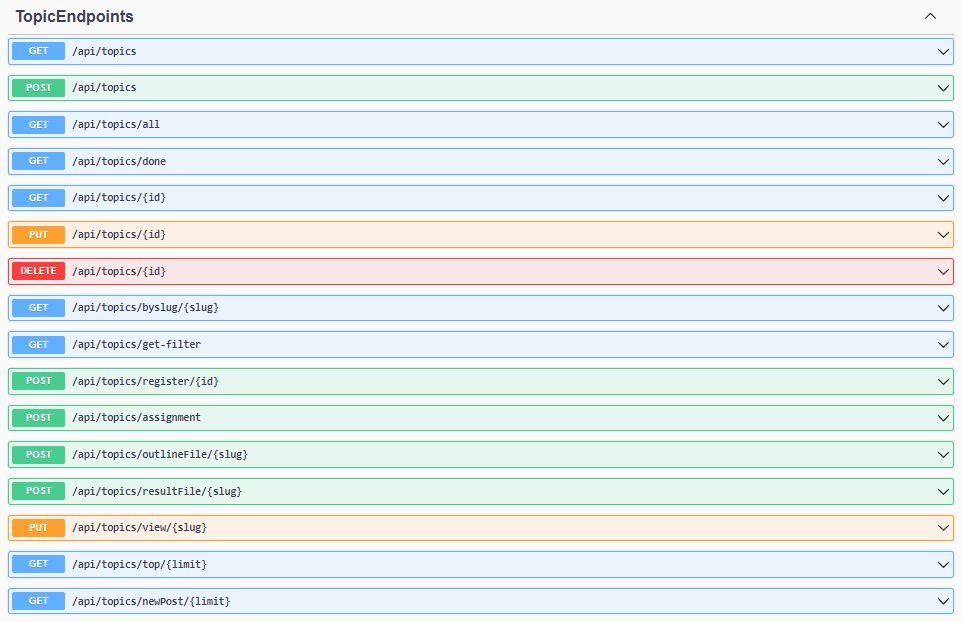 TopicEndpoints
GET /api/topics
POST /api/topics
GET /api/topics/all
GET /api/topics/done
GET /api/topics/{id}
PUT /api/topics/{id}
DELETE /api/topics/{id}
GET /api/topics/byslug/{slug}
GET /api/topics/get-filter
POST /api/topics/register/{id}
POST /api/topics/assignment
POST /api/topics/outlineFile/{slug}
POST /api/topics/resultFile/{slug}
PUT /api/topics/view/{slug}
GET /api/topics/top/{limit}
GET /api/topics/newPost/{limit}